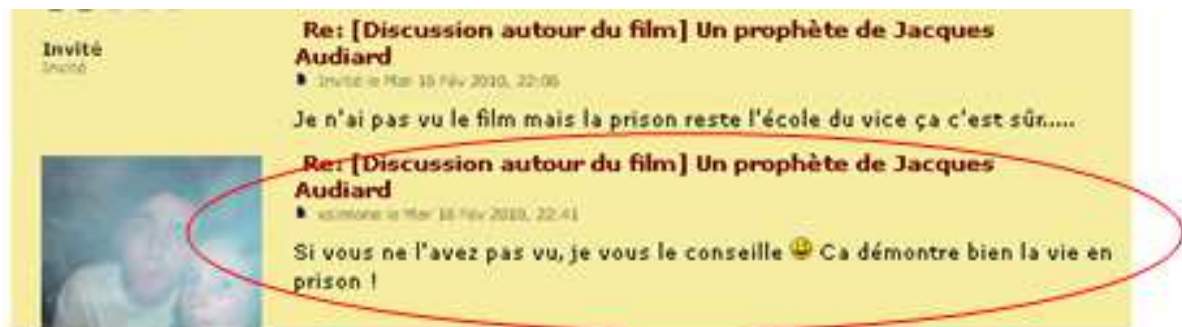 Invité
Invité
Re: [Discussion autour du film] Un prophète de Jacques
Audiard
Invité le Mar 16 Fév 2010, 22:06
Je n'ai pas vu le film mais la prison reste l'école du vice ça c'est sûr.....
Re: [Discussion autour du film] Un prophète de Jacques
Audiard
le Mar 16 Fév 2010, 22:41
Si vous ne l'avez pas vu, je vous le conseille Ca démontre bien la vie en
prison !